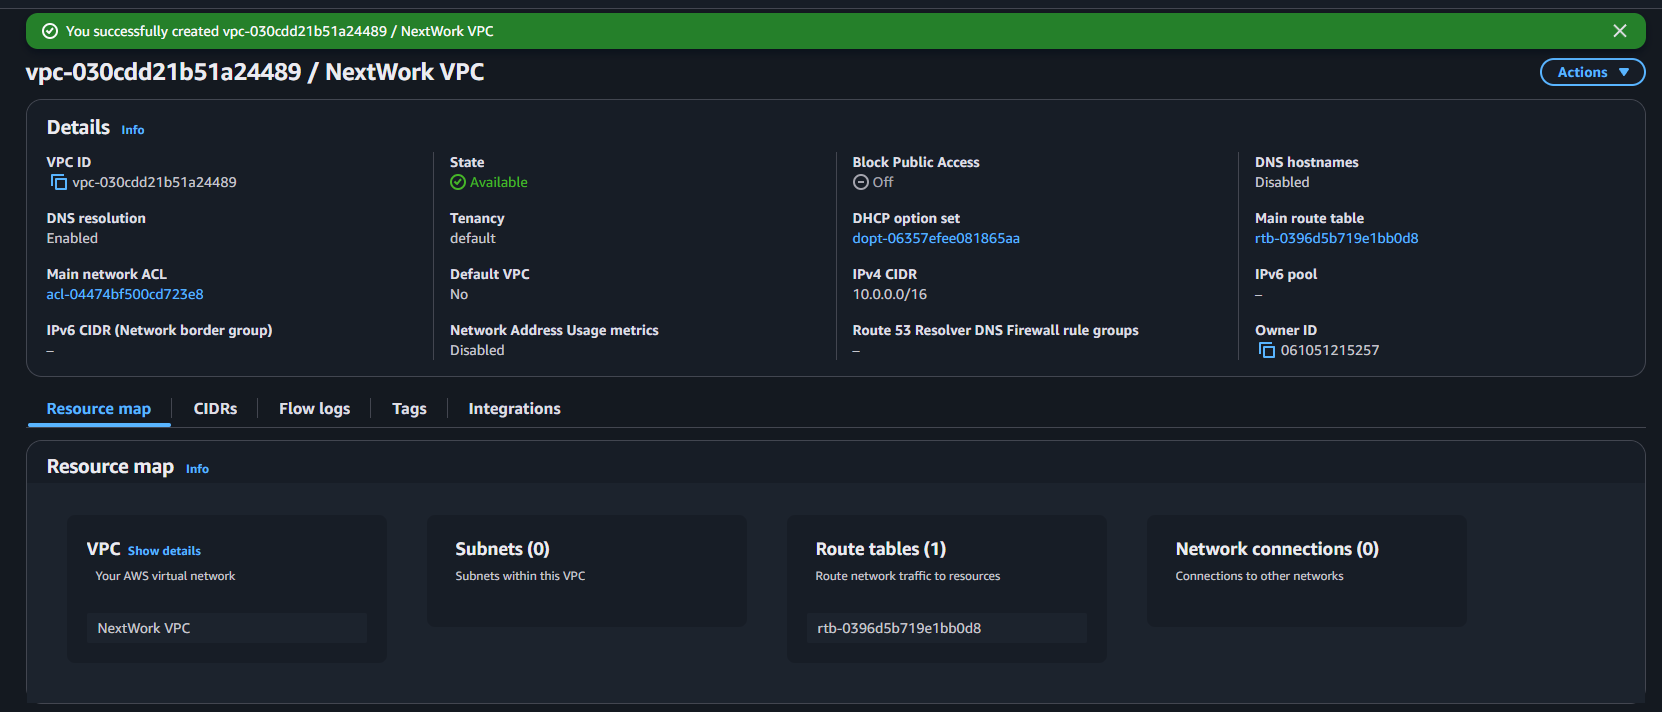 You successfully created vpc-030cdd21b51a24489 / NextWork VPC
vpc-030cdd21b51a24489 / NextWork VPC
Actions
Details Info
VPC ID
vpc-030cdd21b51a24489
State
Available
Block Public Access
Off
DNS hostnames
Disabled
DNS resolution
Enabled
Tenancy
default
DHCP option set
dopt-06357efee081865aa
Main route table
rtb-0396d5b719e1bb0d8
Main network ACL
acl-04474bf500cd723e8
Default VPC
No
IPv4 CIDR
10.0.0.0/16
IPv6 pool
–
IPv6 CIDR (Network border group)
–
Network Address Usage metrics
Disabled
Route 53 Resolver DNS Firewall rule groups
–
Owner ID
061051215257
Resource map
CIDRs
Flow logs
Tags
Integrations
Resource map Info
VPC Show details
Your AWS virtual network
NextWork VPC
Subnets (0)
Subnets within this VPC
Route tables (1)
Route network traffic to resources
rtb-0396d5b719e1bb0d8
Network connections (0)
Connections to other networks